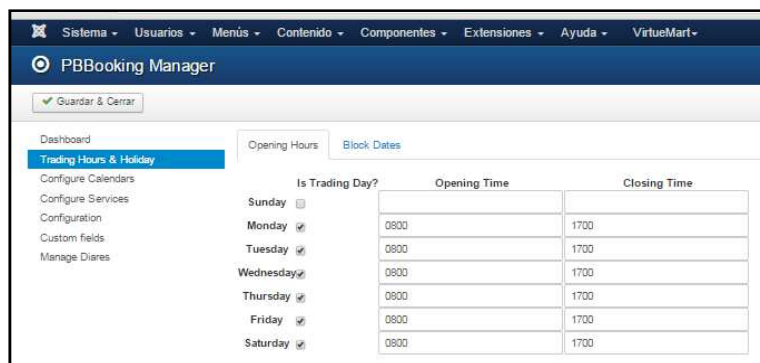 Sistema Usuarios Menús Contenido Componentes Extensiones Ayuda VirtueMart
PBBooking Manager
Guardar & Cerrar
Dashboard
Trading Hours & Holiday
Configure Calendars
Configure Services
Configuration
Custom fields
Manage Diares
Opening Hours Block Dates
Is Trading Day? Opening Time Closing Time
Sunday
Monday 0800 1700
Tuesday 0800 1700
Wednesday 0800 1700
Thursday 0800 1700
Friday 0800 1700
Saturday 0800 1700